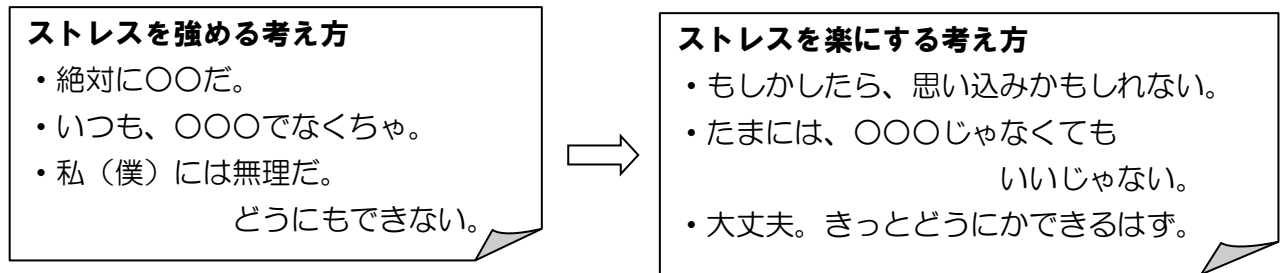 ストレスを強める考え方
・絶対に〇〇だ。
・いつも、〇〇〇でなくちゃ。
・私（僕）には無理だ。
どうにもできない。
ストレスを楽にする考え方
・もしかしたら、思い込みかもしれない。
・たまには、〇〇〇じゃなくても
いいじゃない。
・大丈夫。きっとどうにかできるはず。